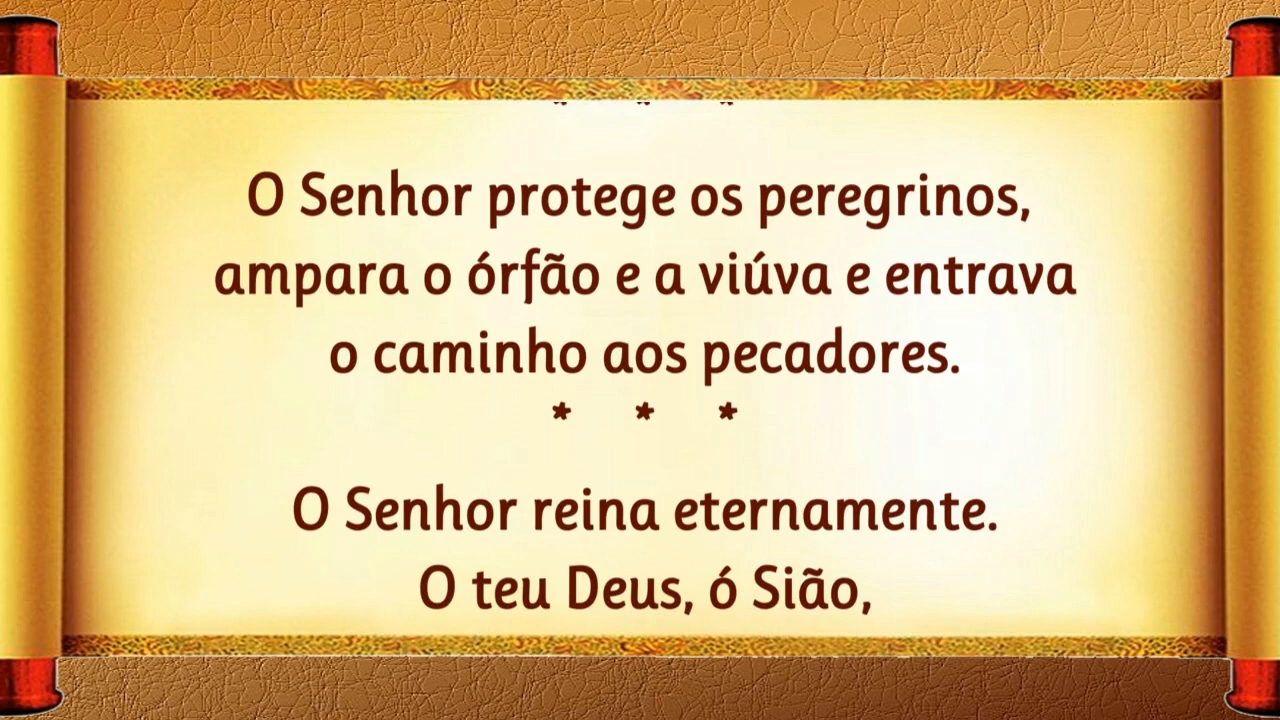 O Senhor protege os peregrinos,
ampara o órfão e a viúva e entrava
o caminho aos pecadores.
* * *
O Senhor reina eternamente.
O teu Deus, ó Sião,